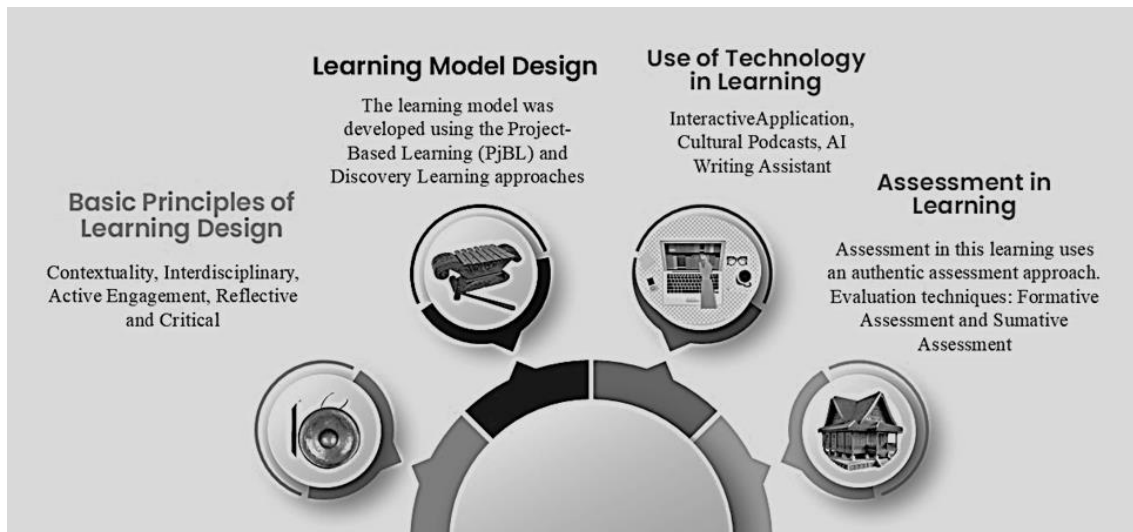 Basic Principles of
Learning Design
Contextuality, Interdisciplinary,
Active Engagement, Reflective
and Critical
Learning Model Design
The learning model was
developed using the Project-
Based Learning (PjBL) and
Discovery Learning approaches
Use of Technology
in Learning
InteractiveApplication,
Cultural Podcasts, AI
Writing Assistant
Assessment in
Learning
Assessment in this learning uses
an authentic assessment approach.
Evaluation techniques: Formative
Assessment and Sumative
Assessment